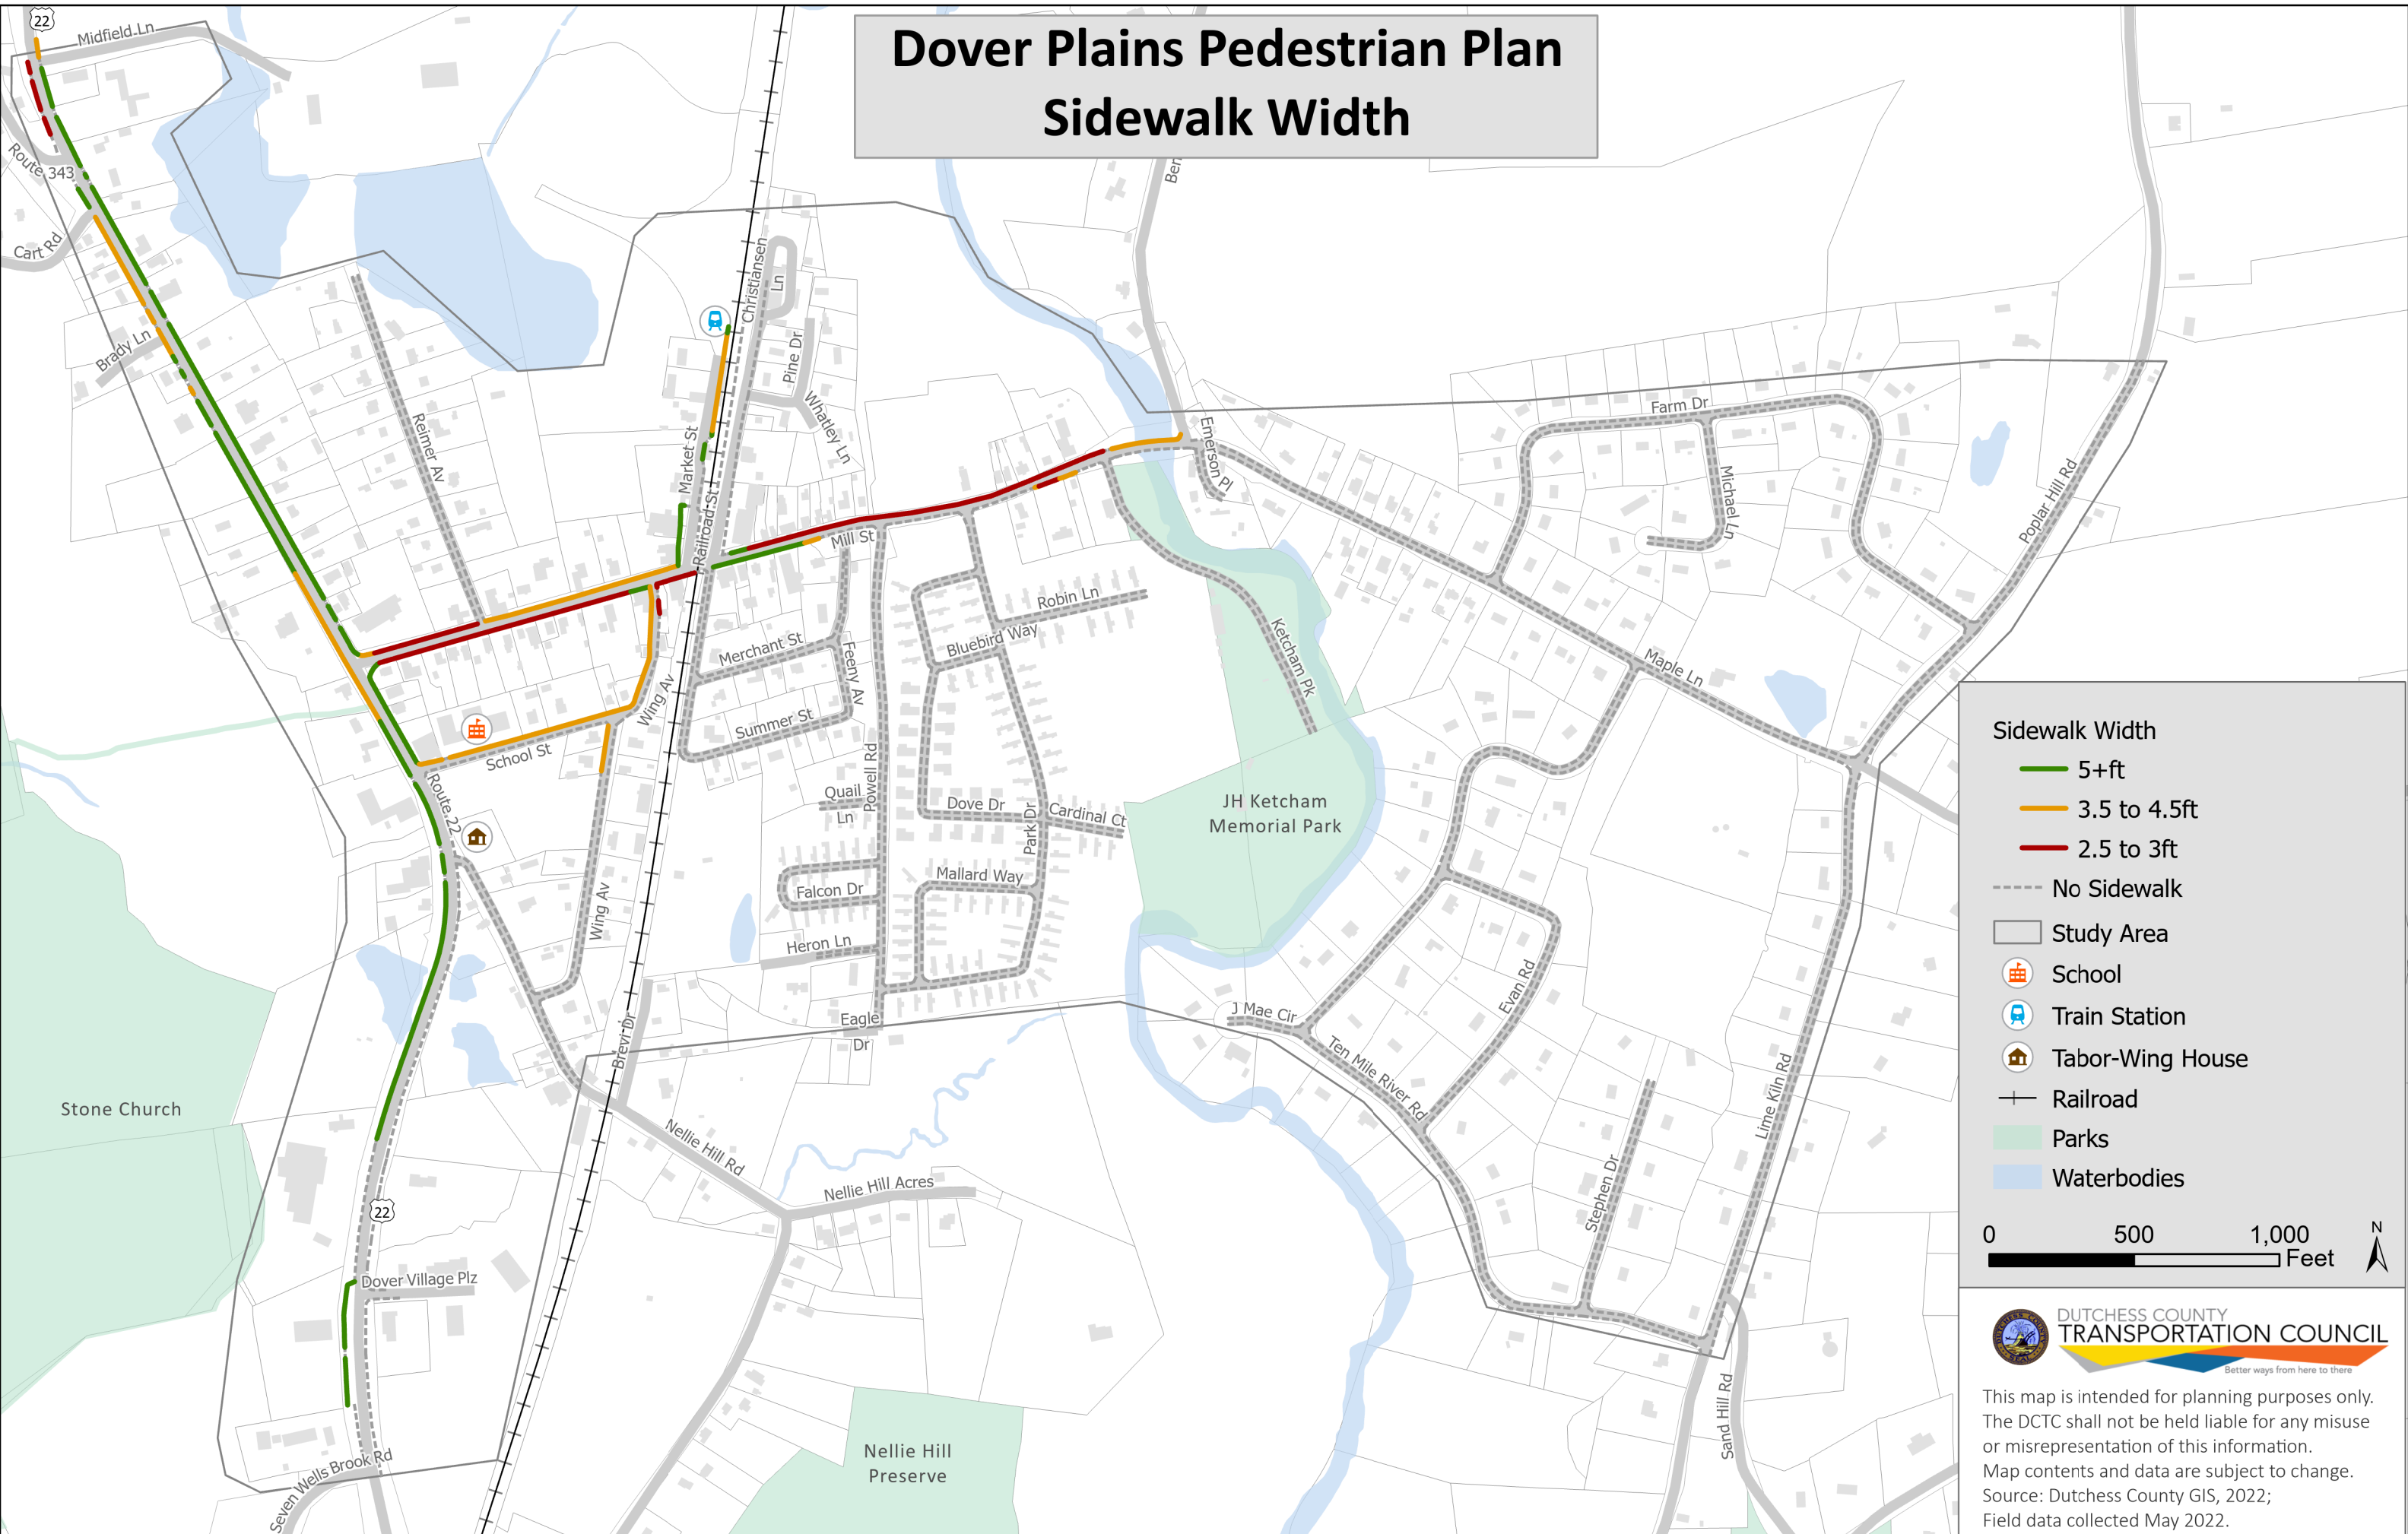 Dover Plains Pedestrian Plan
Sidewalk Width
22
Midfield Ln
Route 343
Cart Rd
Brady Ln
Reimer Av
Christiansen
Ln
Pine Dr
Whatley Ln
Market St
Railroad St
Mill St
Ben
Emerson Pl
Farm Dr
Michael Ln
Poplar Hill Rd
Robin Ln
Bluebird Way
Merchant St
Feeny Av
Summer St
Wing Av
School St
Route 22
Powell Rd
Quail
Ln
Dove Dr
Park Dr
Cardinal Ct
Ketcham Pk
Maple Ln
JH Ketcham
Memorial Park
Falcon Dr
Mallard Way
Wing Av
Heron Ln
Eagle
Dr
Brevi Dr
J Mae Cir
Evan Rd
Ten Mile River Rd
Lime Kiln Rd
Stephen Dr
Stone Church
Nellie Hill Rd
Nellie Hill Acres
22
Dover Village Plz
Seven Wells Brook Rd
Nellie Hill
Preserve
Sand Hill Rd
Sidewalk Width
5+ft
3.5 to 4.5ft
2.5 to 3ft
No Sidewalk
Study Area
School
Train Station
Tabor-Wing House
Railroad
Parks
Waterbodies
0 500 1,000
Feet
N
DUTCHESS COUNTY
TRANSPORTATION COUNCIL
Better ways from here to there
This map is intended for planning purposes only.
The DCTC shall not be held liable for any misuse
or misrepresentation of this information.
Map contents and data are subject to change.
Source: Dutchess County GIS, 2022;
Field data collected May 2022.